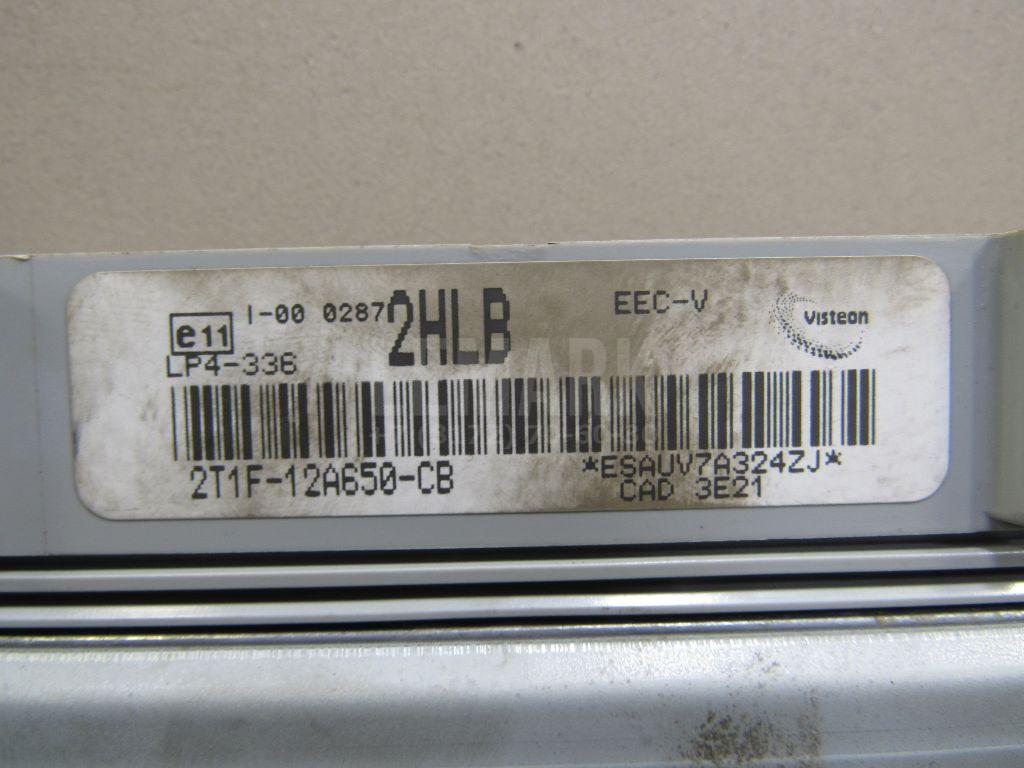 e11 I-00 0287 2HLB EEC-V Visteon
LP4-336
2T1F-12A650-CB *ESAUV7A324ZJ*
CAD 3E21